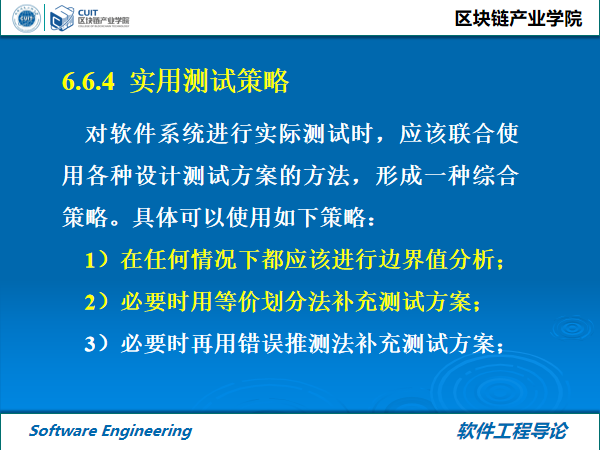 CUIT
区块链产业学院
区块链产业学院
6.6.4 实用测试策略
对软件系统进行实际测试时，应该联合使
用各种设计测试方案的方法，形成一种综合
策略。具体可以使用如下策略：
1）在任何情况下都应该进行边界值分析；
2）必要时用等价划分法补充测试方案；
3）必要时再用错误推测法补充测试方案；
Software Engineering
软件工程导论